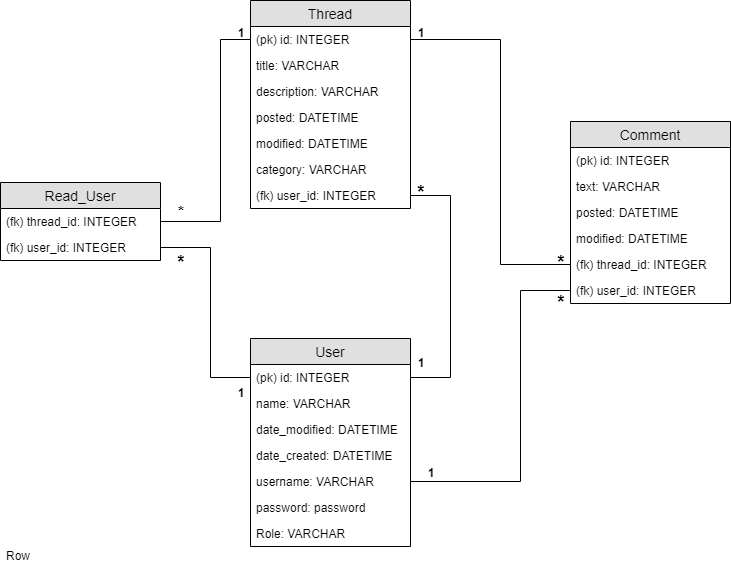 Thread
(pk) id: INTEGER
title: VARCHAR
description: VARCHAR
posted: DATETIME
modified: DATETIME
category: VARCHAR
(fk) user_id: INTEGER
1
1
*
Comment
(pk) id: INTEGER
text: VARCHAR
posted: DATETIME
modified: DATETIME
(fk) thread_id: INTEGER
(fk) user_id: INTEGER
*
*
Read_User
(fk) thread_id: INTEGER
(fk) user_id: INTEGER
*
*
User
(pk) id: INTEGER
name: VARCHAR
date_modified: DATETIME
date_created: DATETIME
username: VARCHAR
password: password
Role: VARCHAR
1
1
1
Row